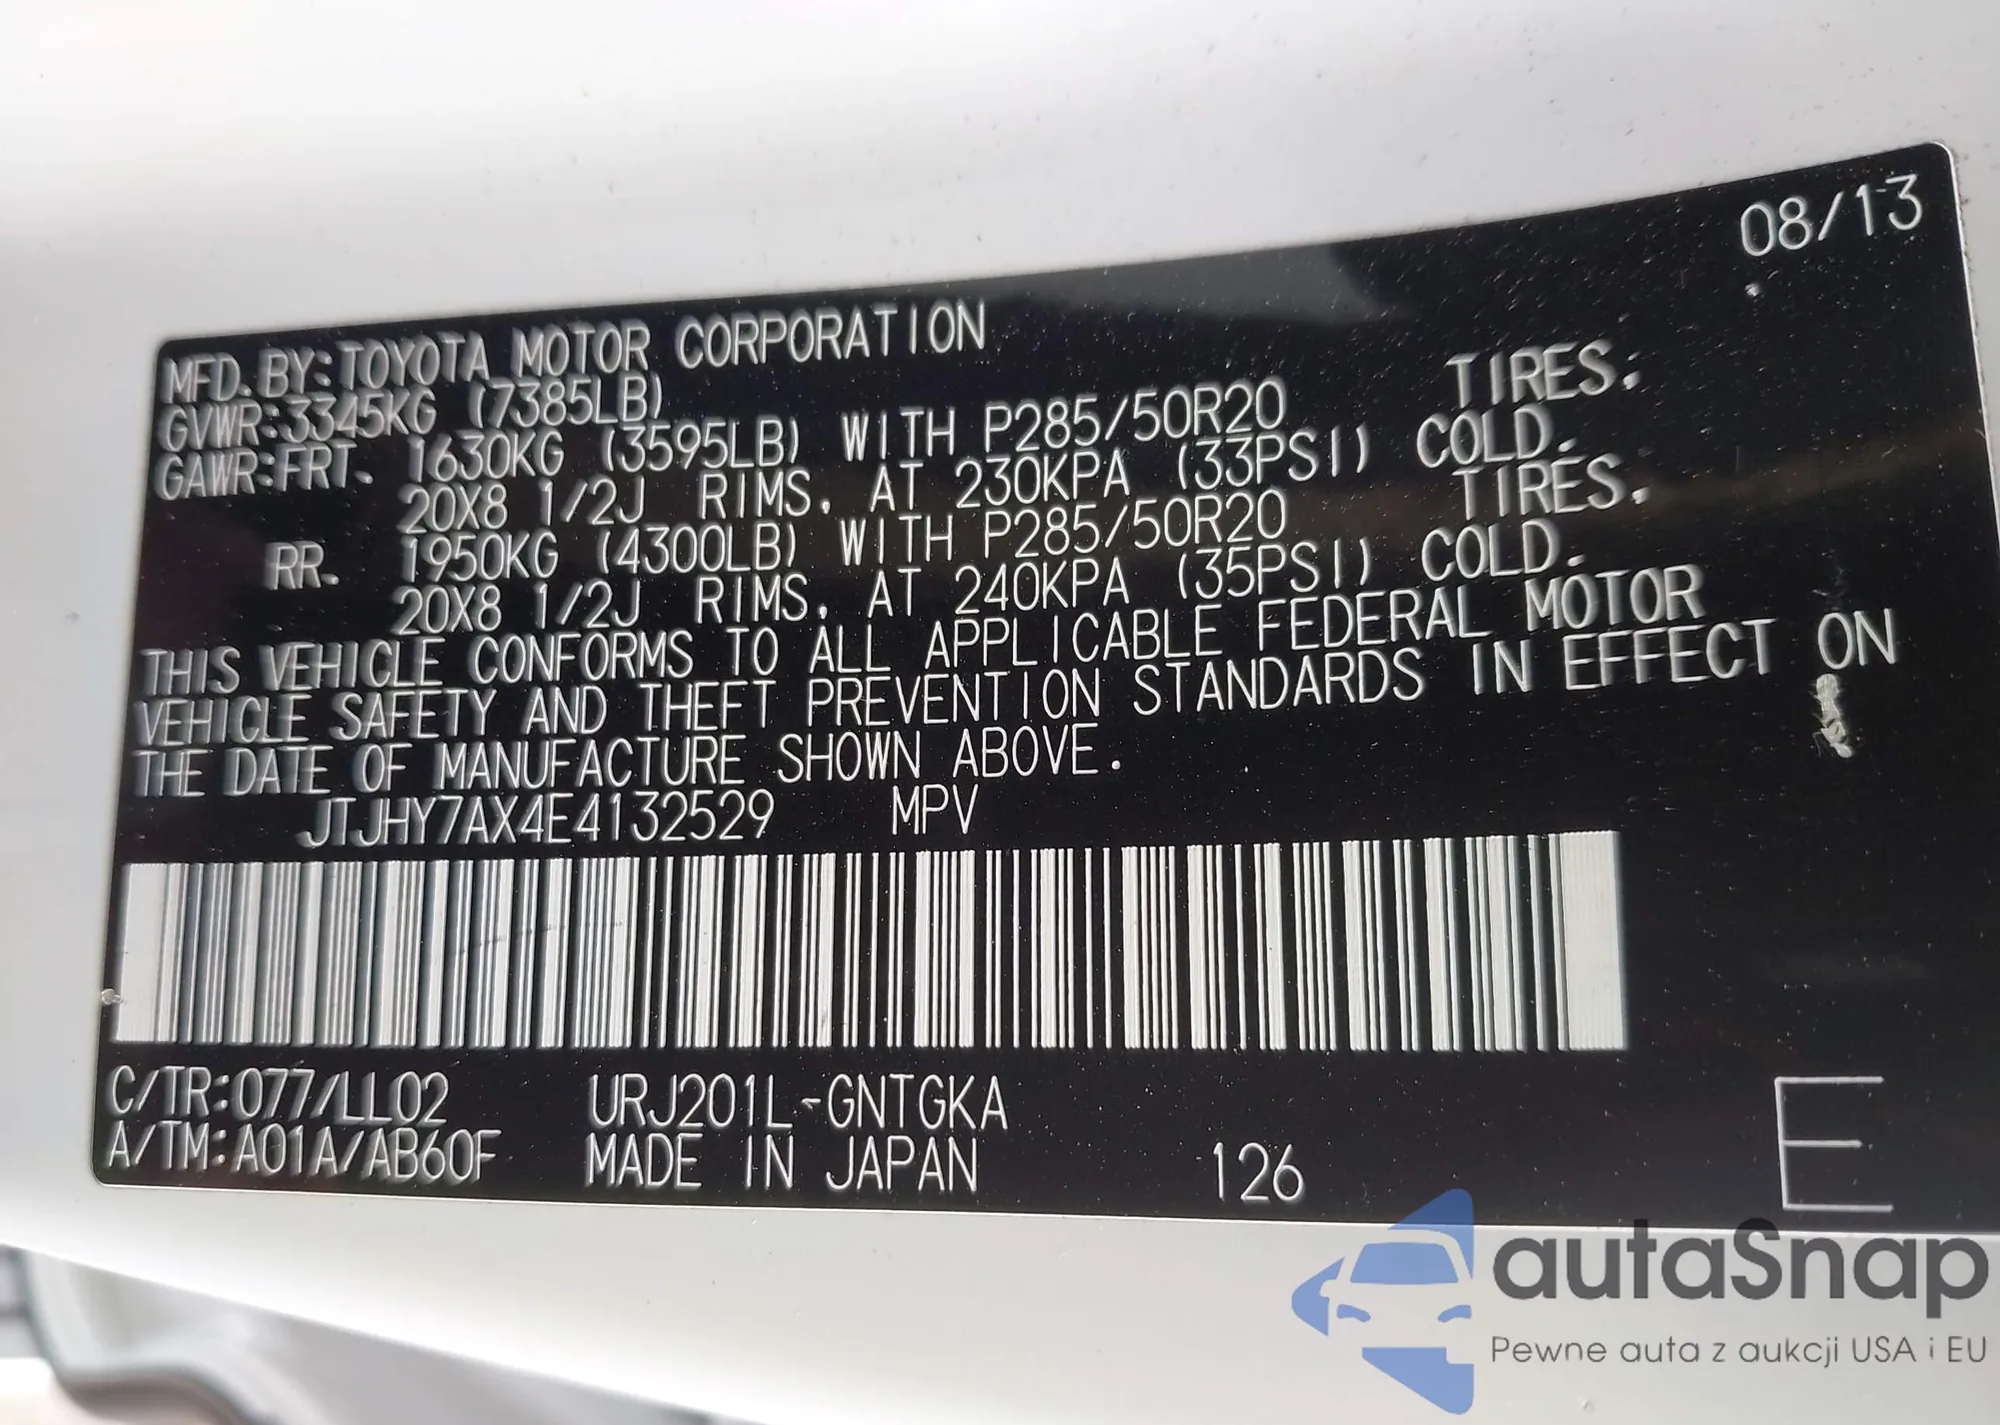 08/13
MFD. BY: TOYOTA MOTOR CORPORATION
GVWR: 3345KG (7385LB)
GAWR: FRT. 1630KG (3595LB) WITH P285/50R20 TIRES.
20X8 1/2J RIMS. AT 230KPA (33PSI) COLD.
RR. 1950KG (4300LB) WITH P285/50R20 TIRES.
20X8 1/2J RIMS. AT 240KPA (35PSI) COLD.
THIS VEHICLE CONFORMS TO ALL APPLICABLE FEDERAL MOTOR
VEHICLE SAFETY AND THEFT PREVENTION STANDARDS IN EFFECT ON
THE DATE OF MANUFACTURE SHOWN ABOVE.
JTJHY7AX4E4132529 MPV
C/TR: 077/LL02 URJ201L-GNTGKA
A/TM: A01A/AB60F MADE IN JAPAN 126 E
autaSnap
Pewne auta z aukcji USA i EU